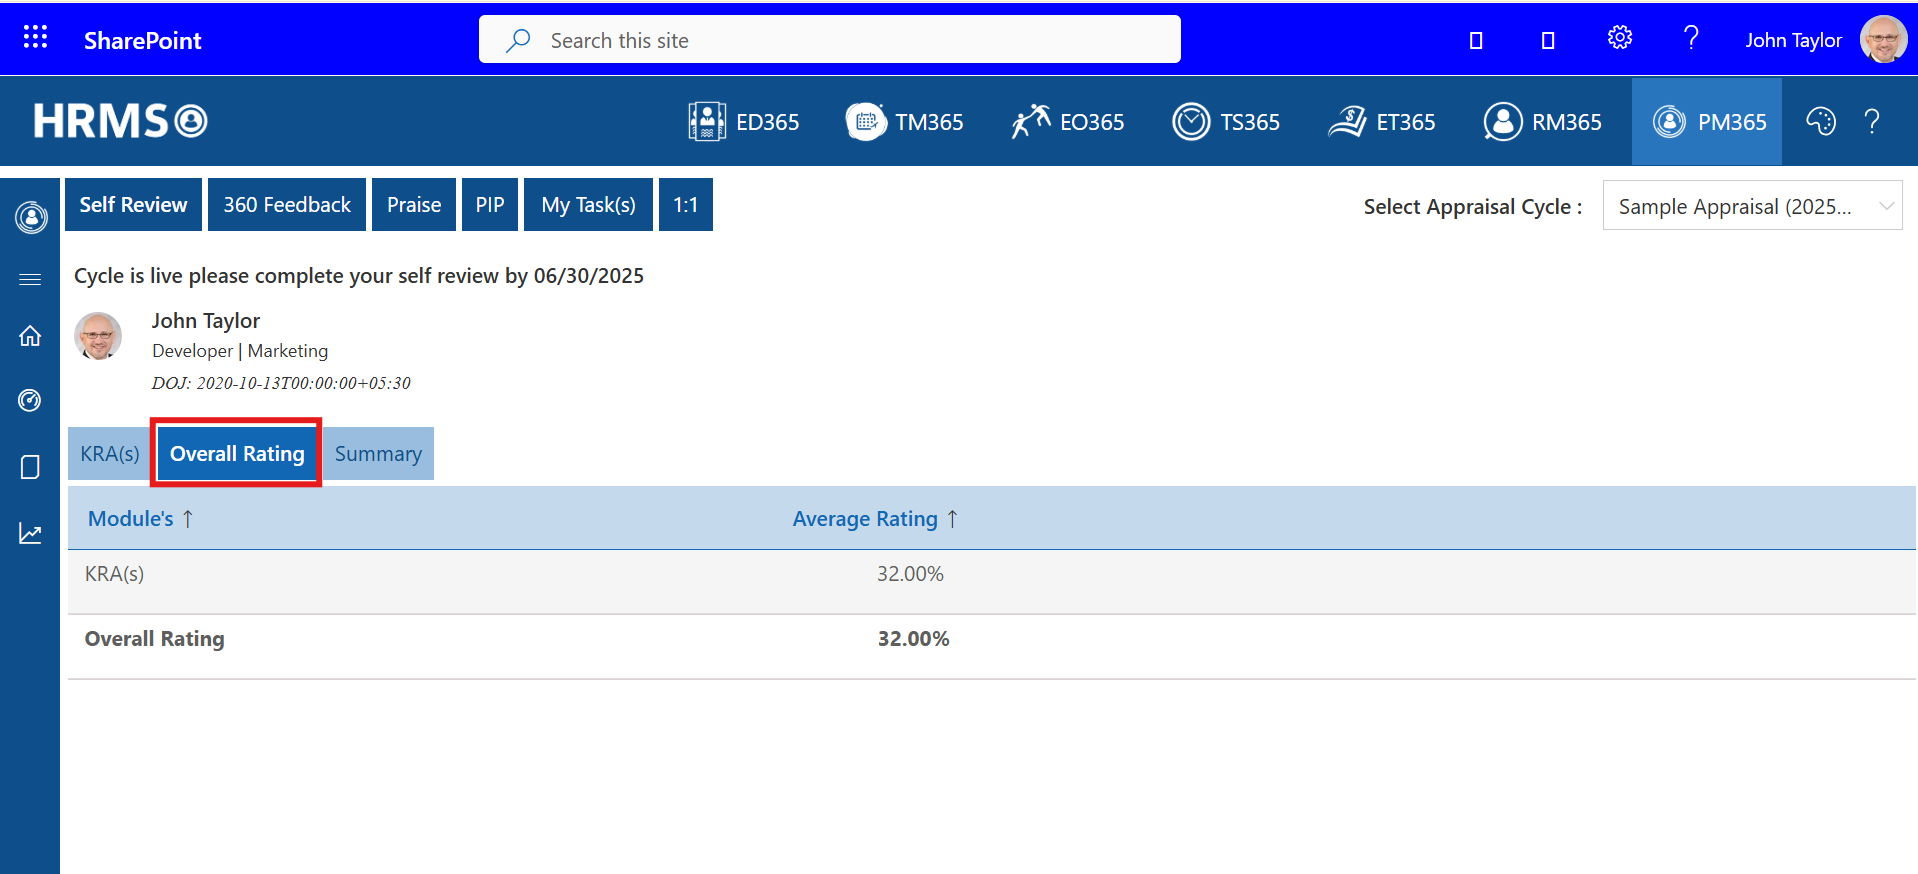 SharePoint
Search this site
John Taylor
HRMS
ED365
TM365
EO365
TS365
ET365
RM365
PM365
Self Review
360 Feedback
Praise
PIP
My Task(s)
1:1
Select Appraisal Cycle :
Sample Appraisal (2025...
Cycle is live please complete your self review by 06/30/2025
John Taylor
Developer | Marketing
DOJ: 2020-10-13T00:00:00+05:30
KRA(s)
Overall Rating
Summary
Module's ↑
Average Rating ↑
KRA(s)
32.00%
Overall Rating
32.00%